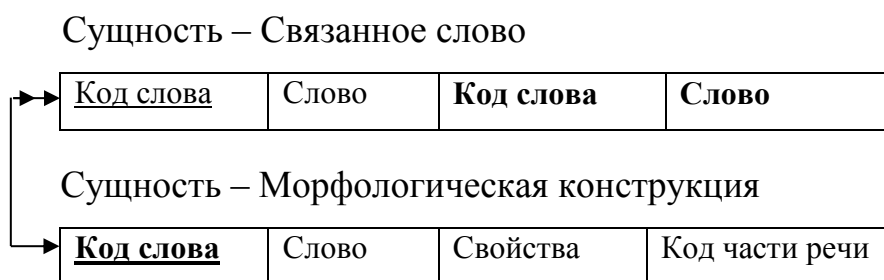 Сущность – Связанное слово
Код слова Слово Код слова Слово
Сущность – Морфологическая конструкция
Код слова Слово Свойства Код части речи